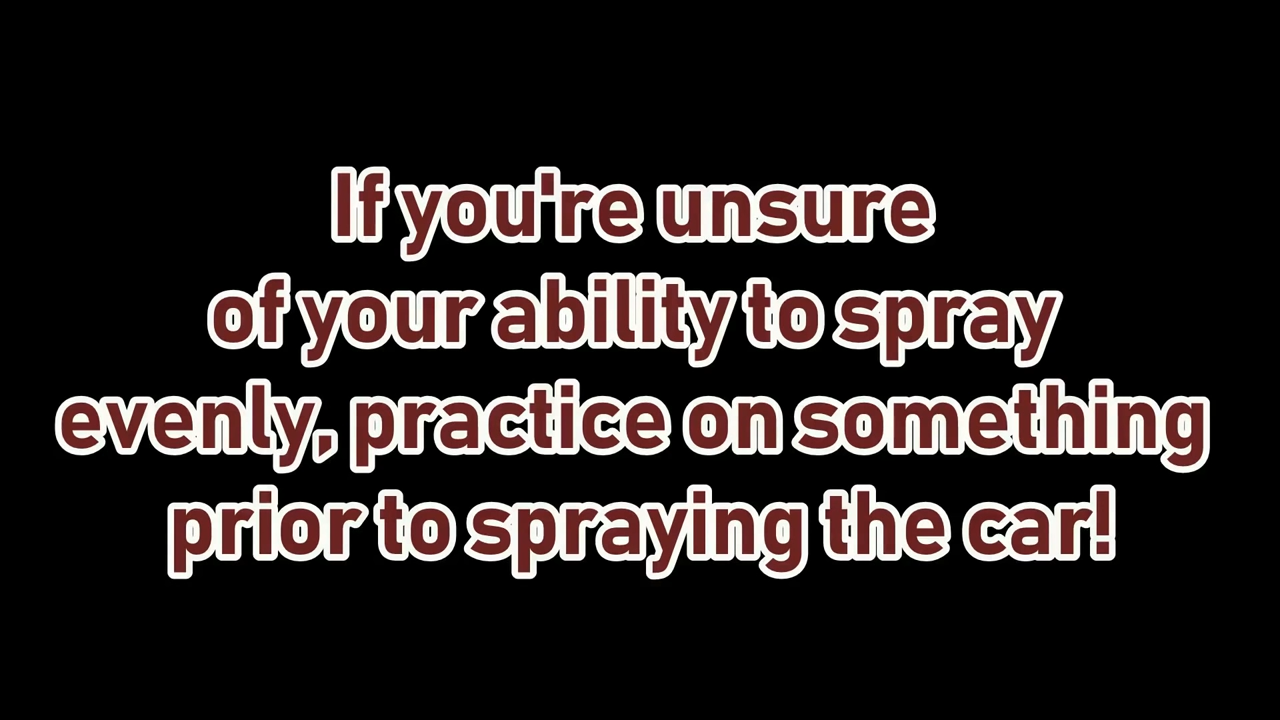 If you're unsure
of your ability to spray
evenly, practice on something
prior to spraying the car!